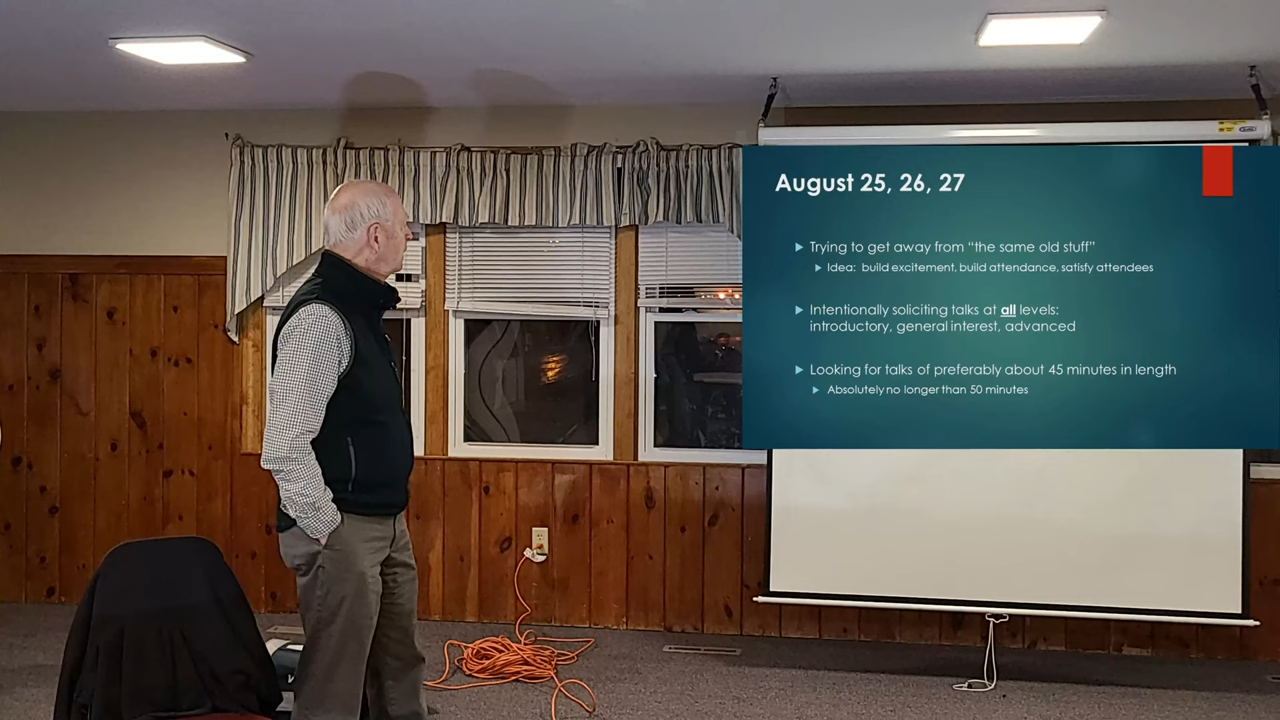 August 25, 26, 27
Trying to get away from “the same old stuff”
Idea: build excitement, build attendance, satisfy attendees
Intentionally soliciting talks at all levels:
introductory, general interest, advanced
Looking for talks of preferably about 45 minutes in length
Absolutely no longer than 50 minutes